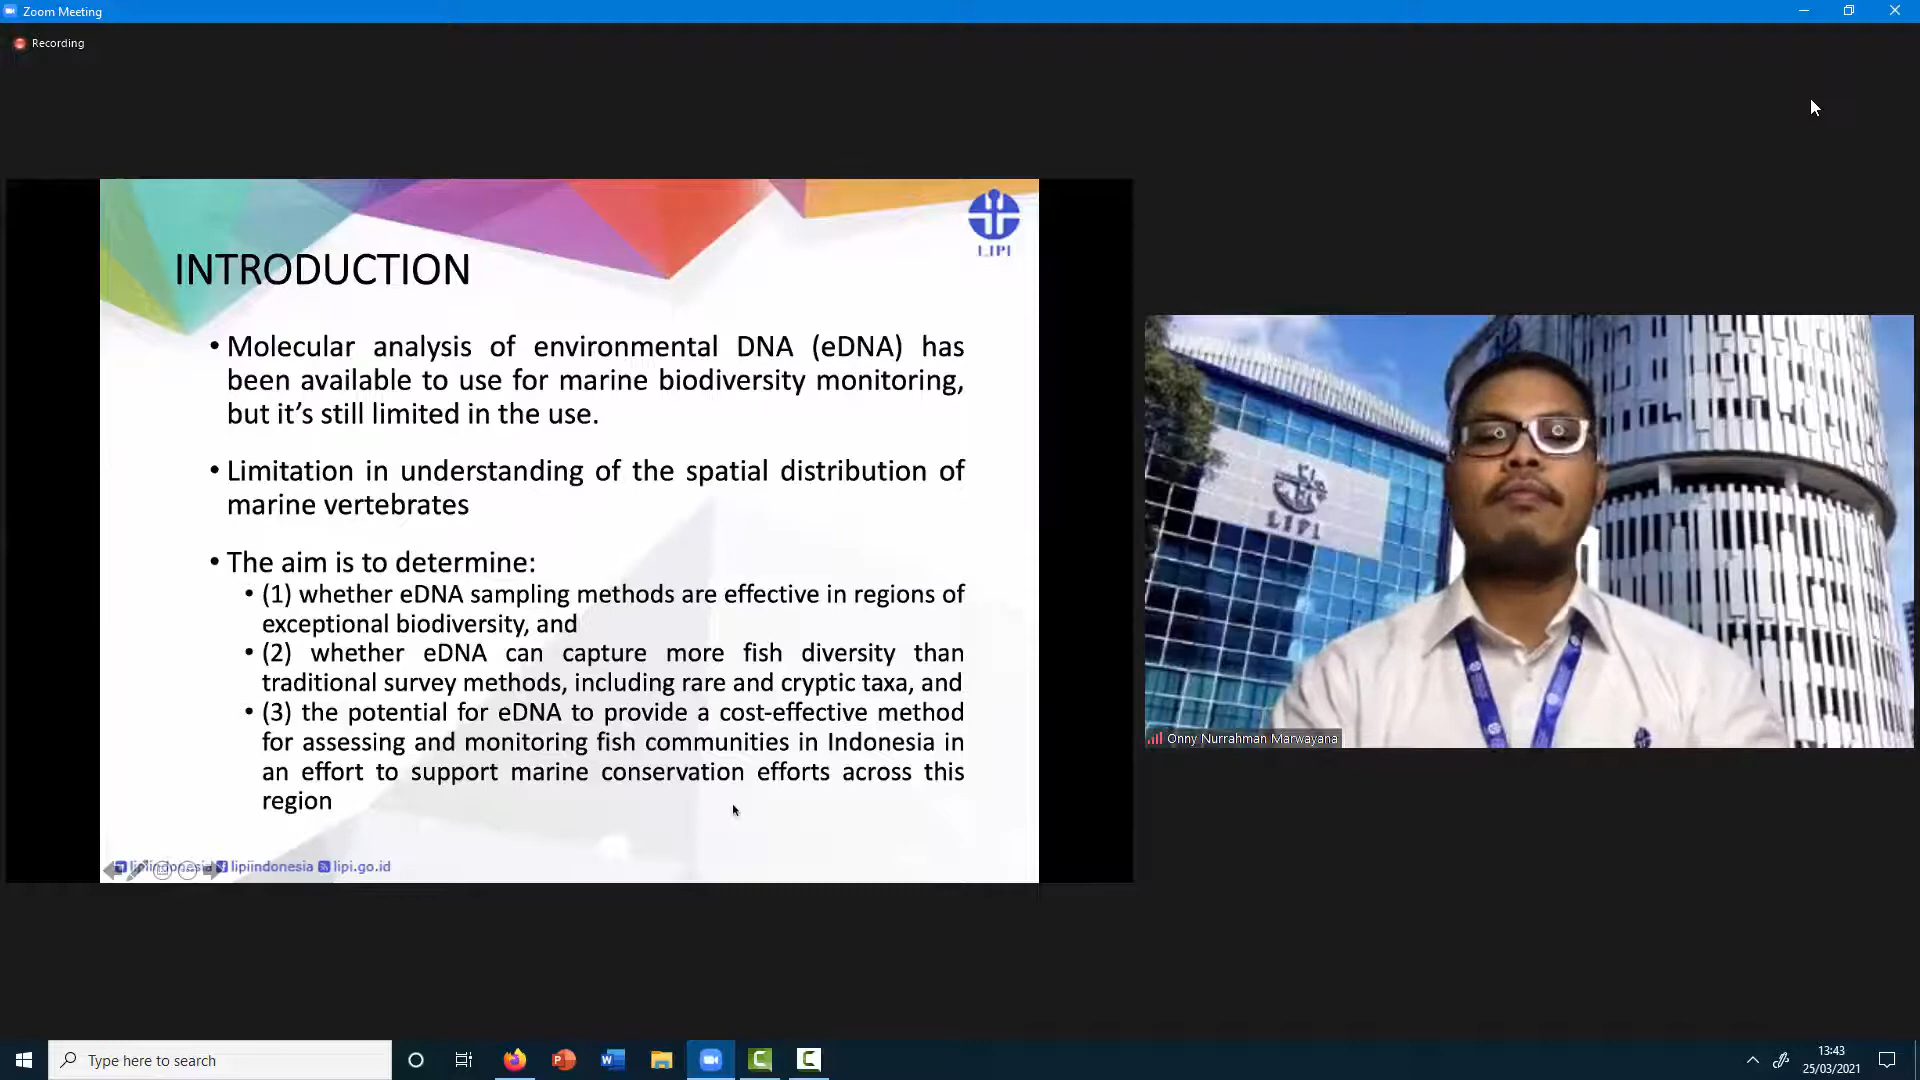 Zoom Meeting
Recording
LIPI
INTRODUCTION
• Molecular analysis of environmental DNA (eDNA) has
been available to use for marine biodiversity monitoring,
but it’s still limited in the use.
• Limitation in understanding of the spatial distribution of
marine vertebrates
• The aim is to determine:
• (1) whether eDNA sampling methods are effective in regions of
exceptional biodiversity, and
• (2) whether eDNA can capture more fish diversity than
traditional survey methods, including rare and cryptic taxa, and
• (3) the potential for eDNA to provide a cost-effective method
for assessing and monitoring fish communities in Indonesia in
an effort to support marine conservation efforts across this
region
lipiindonesia lipiindonesia lipi.go.id
LIPI
Onny Nurrahman Marwayana
Type here to search
13:43
25/03/2021